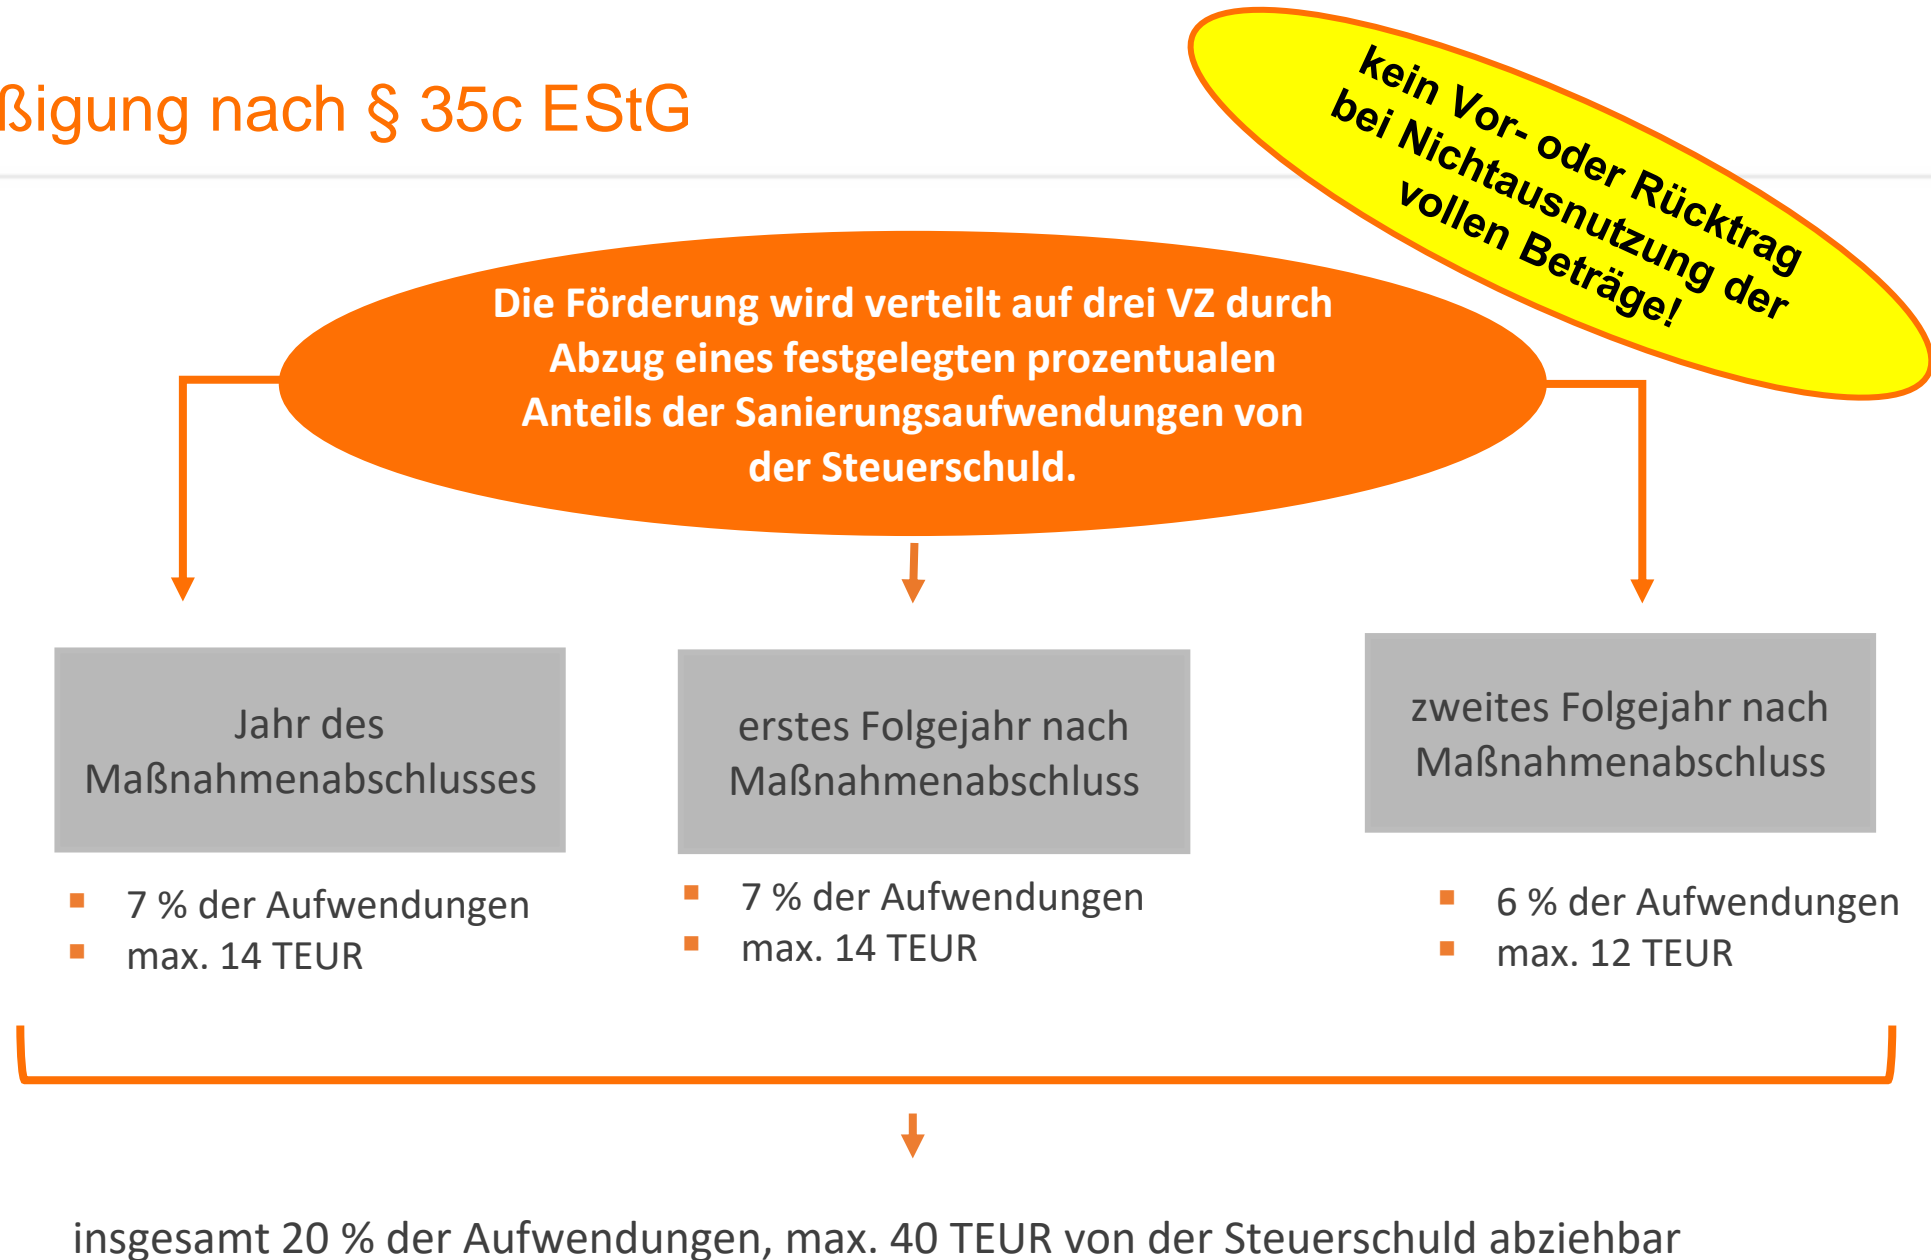 ßigung nach § 35c EStG
kein Vor- oder Rücktrag
bei Nichtausnutzung der
vollen Beträge!
Die Förderung wird verteilt auf drei VZ durch
Abzug eines festgelegten prozentualen
Anteils der Sanierungsaufwendungen von
der Steuerschuld.
Jahr des
Maßnahmenabschlusses
▪ 7 % der Aufwendungen
▪ max. 14 TEUR
erstes Folgejahr nach
Maßnahmenabschluss
▪ 7 % der Aufwendungen
▪ max. 14 TEUR
zweites Folgejahr nach
Maßnahmenabschluss
▪ 6 % der Aufwendungen
▪ max. 12 TEUR
insgesamt 20 % der Aufwendungen, max. 40 TEUR von der Steuerschuld abziehbar